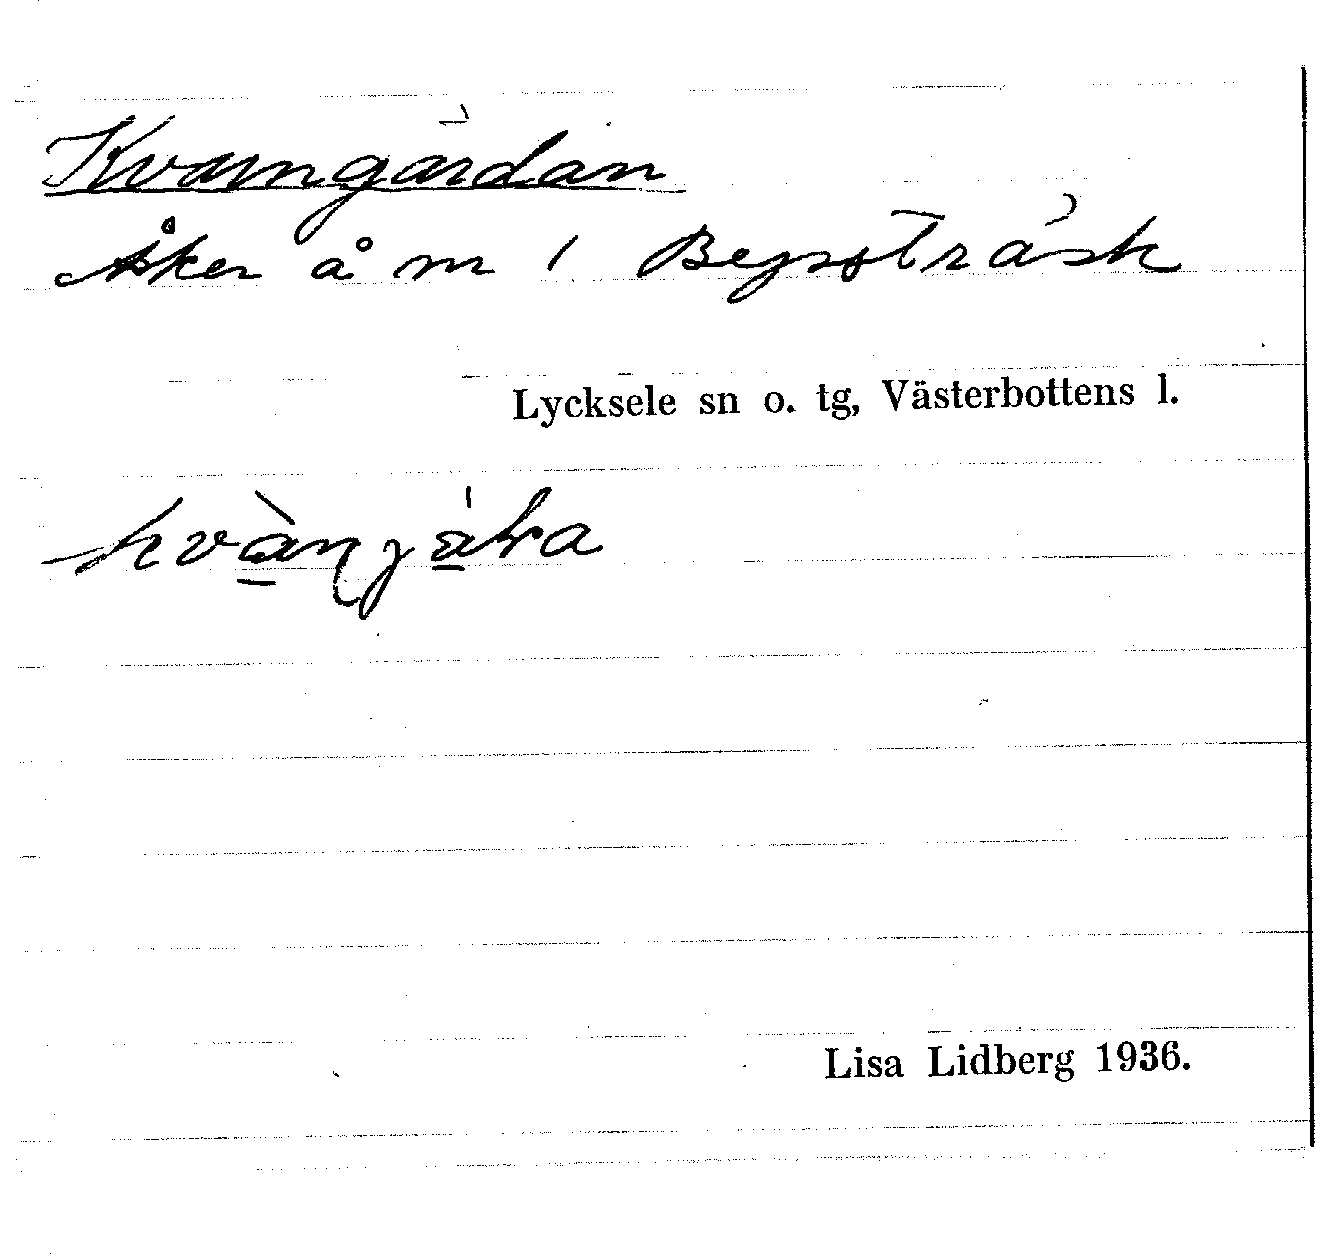 Kvarngärdan
Åker å m i Bergsträsk
Lycksele sn o. tg, Västerbottens l.
Lisa Lidberg 1936.